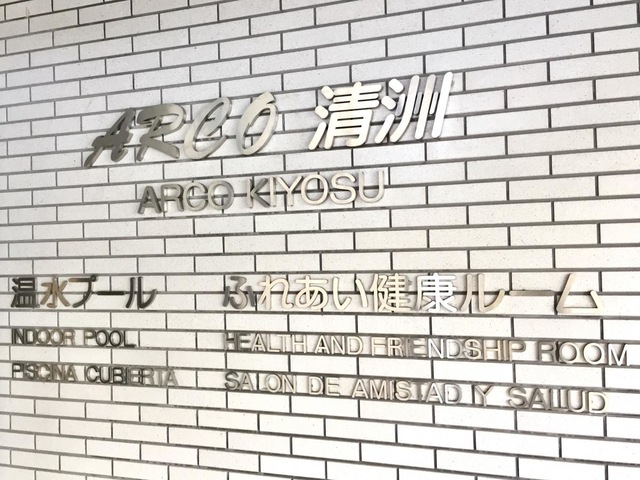 ARCO 清洲
ARCO KIYOSU
温水プール
INDOOR POOL
PISCINA CUBIERTA
ふれあい健康ルーム
HEALTH AND FRIENDSHIP ROOM
SALON DE AMISTAD Y SALUD